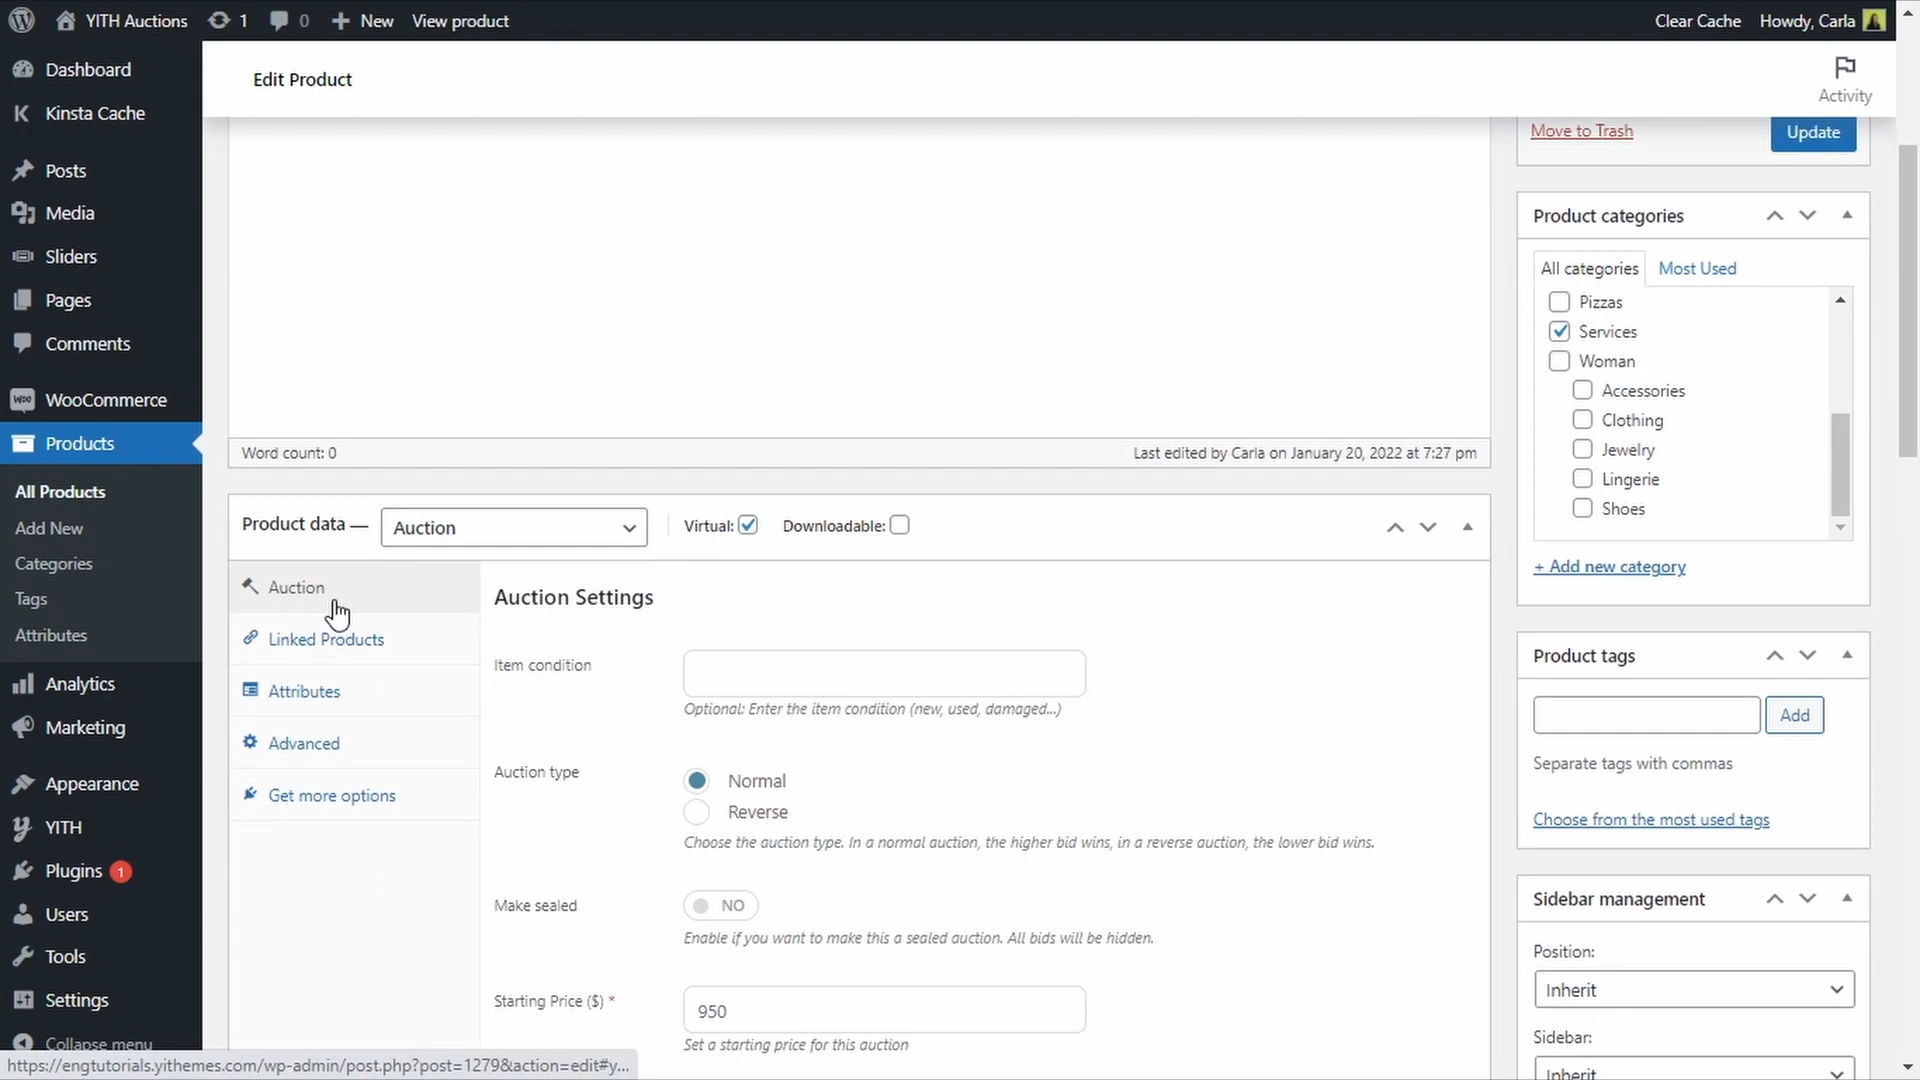 YITH Auctions 1 0 New View product Clear Cache Howdy, Carla
Dashboard
Kinsta Cache
Posts
Media
Sliders
Pages
Comments
WooCommerce
Products
All Products
Add New
Categories
Tags
Attributes
Analytics
Marketing
Appearance
YITH
Plugins 1
Users
Tools
Settings
Collapse menu
https://engtutorials.yithemes.com/wp-admin/post.php?post=1279&action=edit#y...
Edit Product
Activity
Word count: 0
Last edited by Carla on January 20, 2022 at 7:27 pm
Product data — Auction Virtual: Downloadable:
Auction
Linked Products
Attributes
Advanced
Get more options
Auction Settings
Item condition
Optional: Enter the item condition (new, used, damaged...)
Auction type
Normal
Reverse
Choose the auction type. In a normal auction, the higher bid wins, in a reverse auction, the lower bid wins.
Make sealed
NO
Enable if you want to make this a sealed auction. All bids will be hidden.
Starting Price ($) *
950
Set a starting price for this auction
Move to Trash
Update
Product categories
All categories Most Used
Pizzas
Services
Woman
Accessories
Clothing
Jewelry
Lingerie
Shoes
+ Add new category
Product tags
Add
Separate tags with commas
Choose from the most used tags
Sidebar management
Position:
Inherit
Sidebar:
Inherit